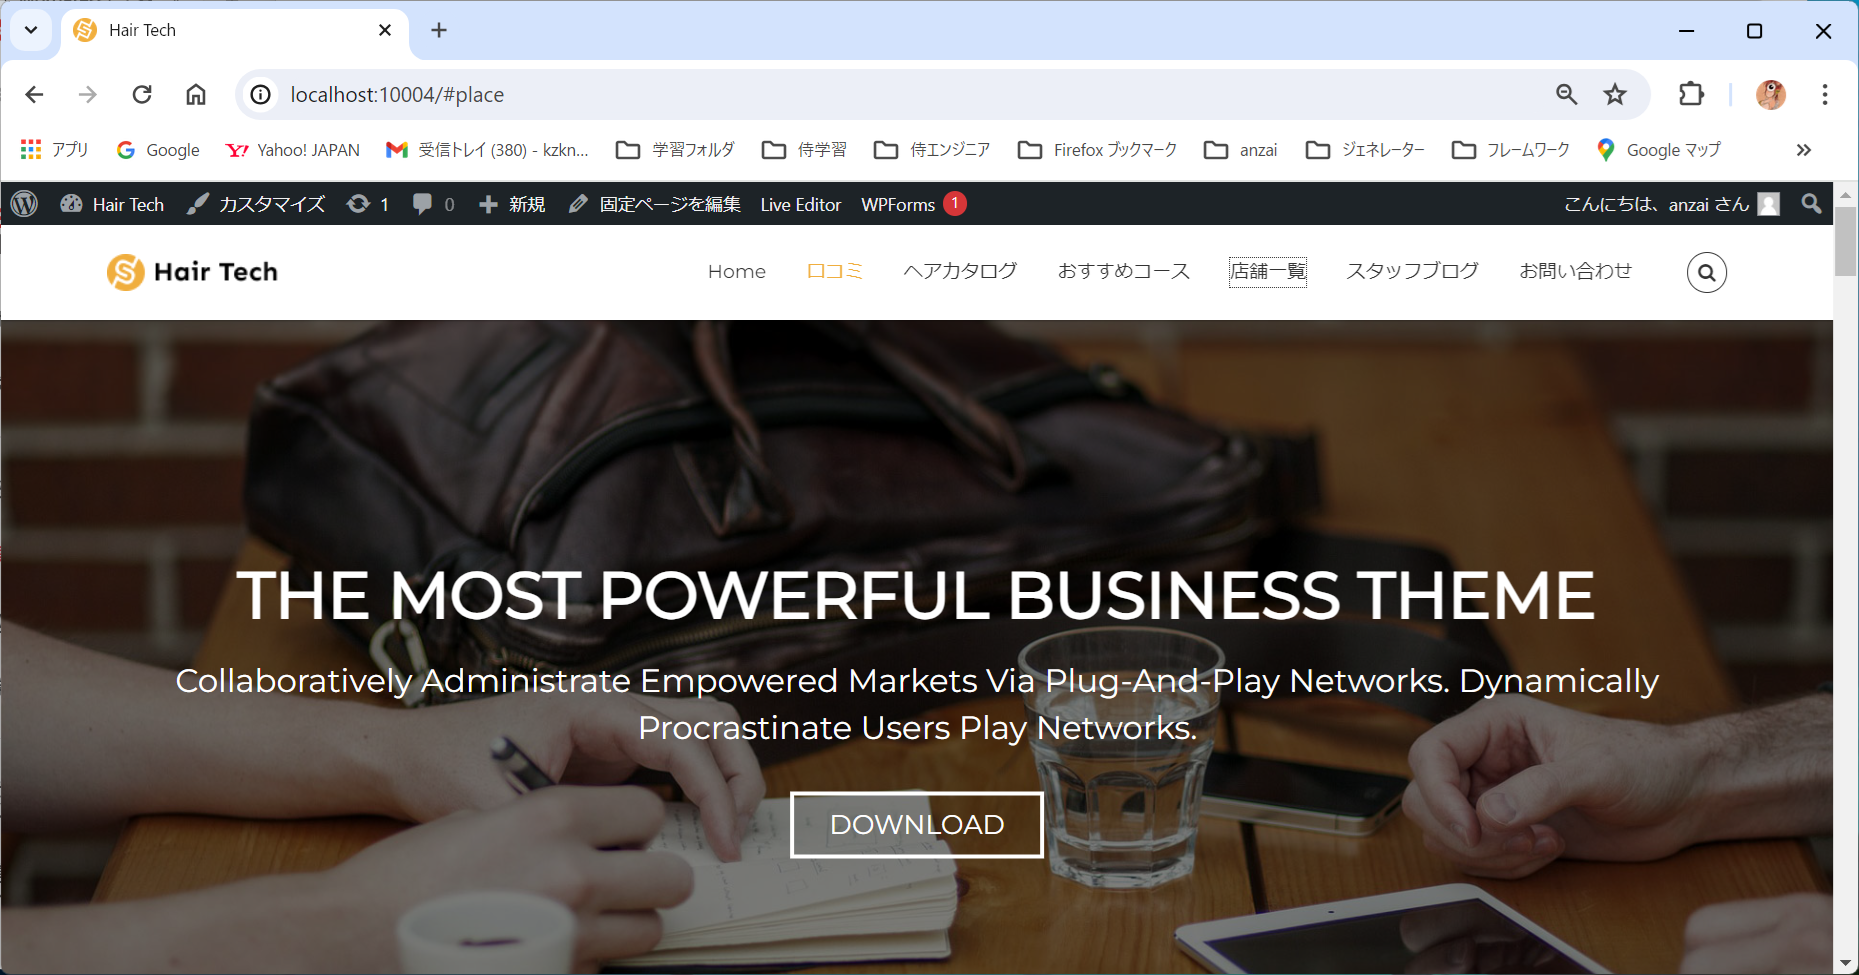 Hair Tech
localhost:10004/#place
アプリ Google Yahoo! JAPAN 受信トレイ (380) - kzkn... 学習フォルダ 侍学習 侍エンジニア Firefox ブックマーク anzai ジェネレーター フレームワーク Google マップ
Hair Tech カスタマイズ 1 0 新規 固定ページを編集 Live Editor WPForms 1 こんにちは、anzai さん
Hair Tech Home 口コミ ヘアカタログ おすすめコース 店舗一覧 スタッフブログ お問い合わせ
THE MOST POWERFUL BUSINESS THEME
Collaboratively Administrate Empowered Markets Via Plug-And-Play Networks. Dynamically
Procrastinate Users Play Networks.
DOWNLOAD